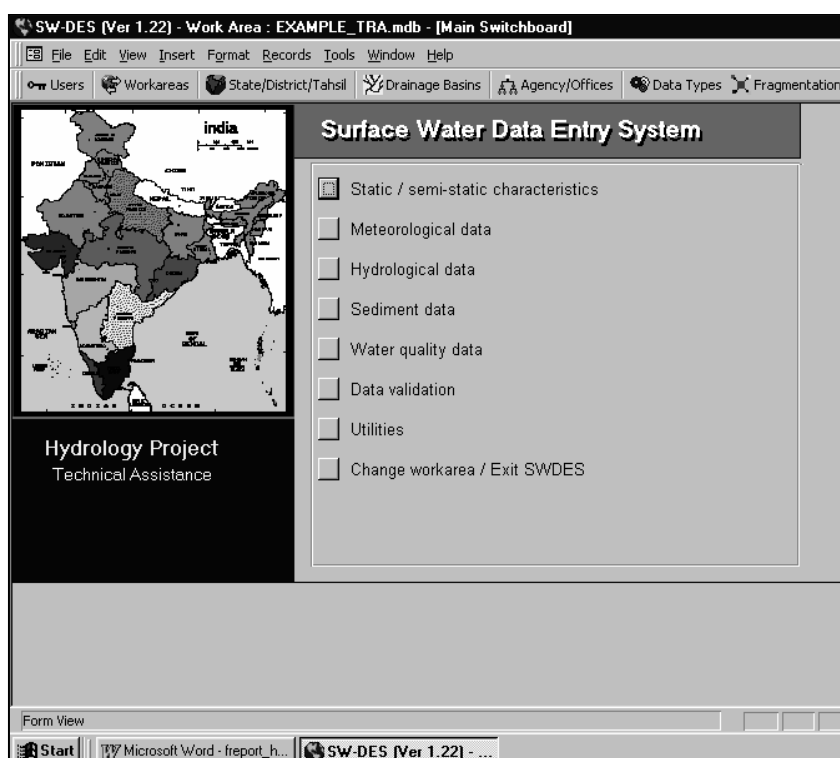 SW-DES (Ver 1.22) - Work Area : EXAMPLE_TRA.mdb - [Main Switchboard]
File Edit View Insert Format Records Tools Window Help
Users Workareas State/District/Tahsil Drainage Basins Agency/Offices Data Types Fragmentation
india
Surface Water Data Entry System
Static / semi-static characteristics
Meteorological data
Hydrological data
Sediment data
Water quality data
Data validation
Utilities
Change workarea / Exit SWDES
NEPAL
INDIAN OCEAN
Hydrology Project
Technical Assistance
Form View
Start Microsoft Word - freport_h... SW-DES (Ver 1.22) - ...